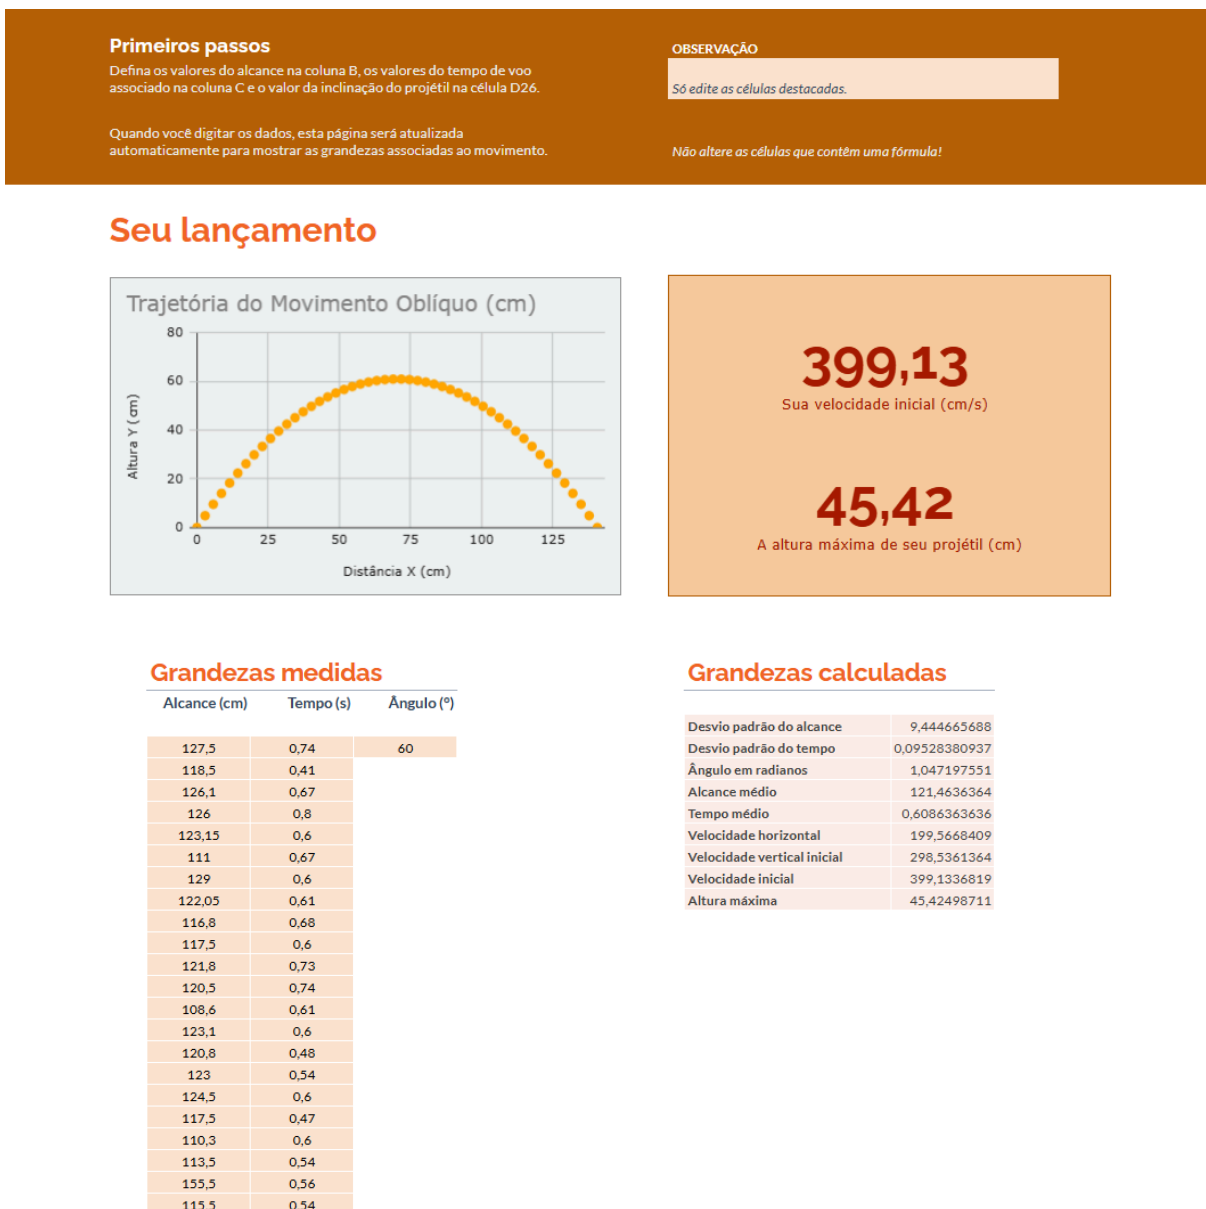 Primeiros passos
Defina os valores do alcance na coluna B, os valores do tempo de voo
associado na coluna C e o valor da inclinação do projétil na célula D26.
Quando você digitar os dados, esta página será atualizada
automaticamente para mostrar as grandezas associadas ao movimento.
OBSERVAÇÃO
Só edite as células destacadas.
Não altere as células que contêm uma fórmula!
Seu lançamento
Trajetória do Movimento Oblíquo (cm)
Altura Y (cm)
80
60
40
20
0
0 25 50 75 100 125
Distância X (cm)
399,13
Sua velocidade inicial (cm/s)
45,42
A altura máxima de seu projétil (cm)
Grandezas medidas
Alcance (cm) Tempo (s) Ângulo (º)
127,5 0,74 60
118,5 0,41
126,1 0,67
126 0,8
123,15 0,6
111 0,67
129 0,6
122,05 0,61
116,8 0,68
117,5 0,6
121,8 0,73
120,5 0,74
108,6 0,61
123,1 0,6
120,8 0,48
123 0,54
124,5 0,6
117,5 0,47
110,3 0,6
113,5 0,54
155,5 0,56
115,5 0,54
Grandezas calculadas
Desvio padrão do alcance 9,444665688
Desvio padrão do tempo 0,09528380937
Ângulo em radianos 1,047197551
Alcance médio 121,4636364
Tempo médio 0,6086363636
Velocidade horizontal 199,5668409
Velocidade vertical inicial 298,5361364
Velocidade inicial 399,1336819
Altura máxima 45,42498711